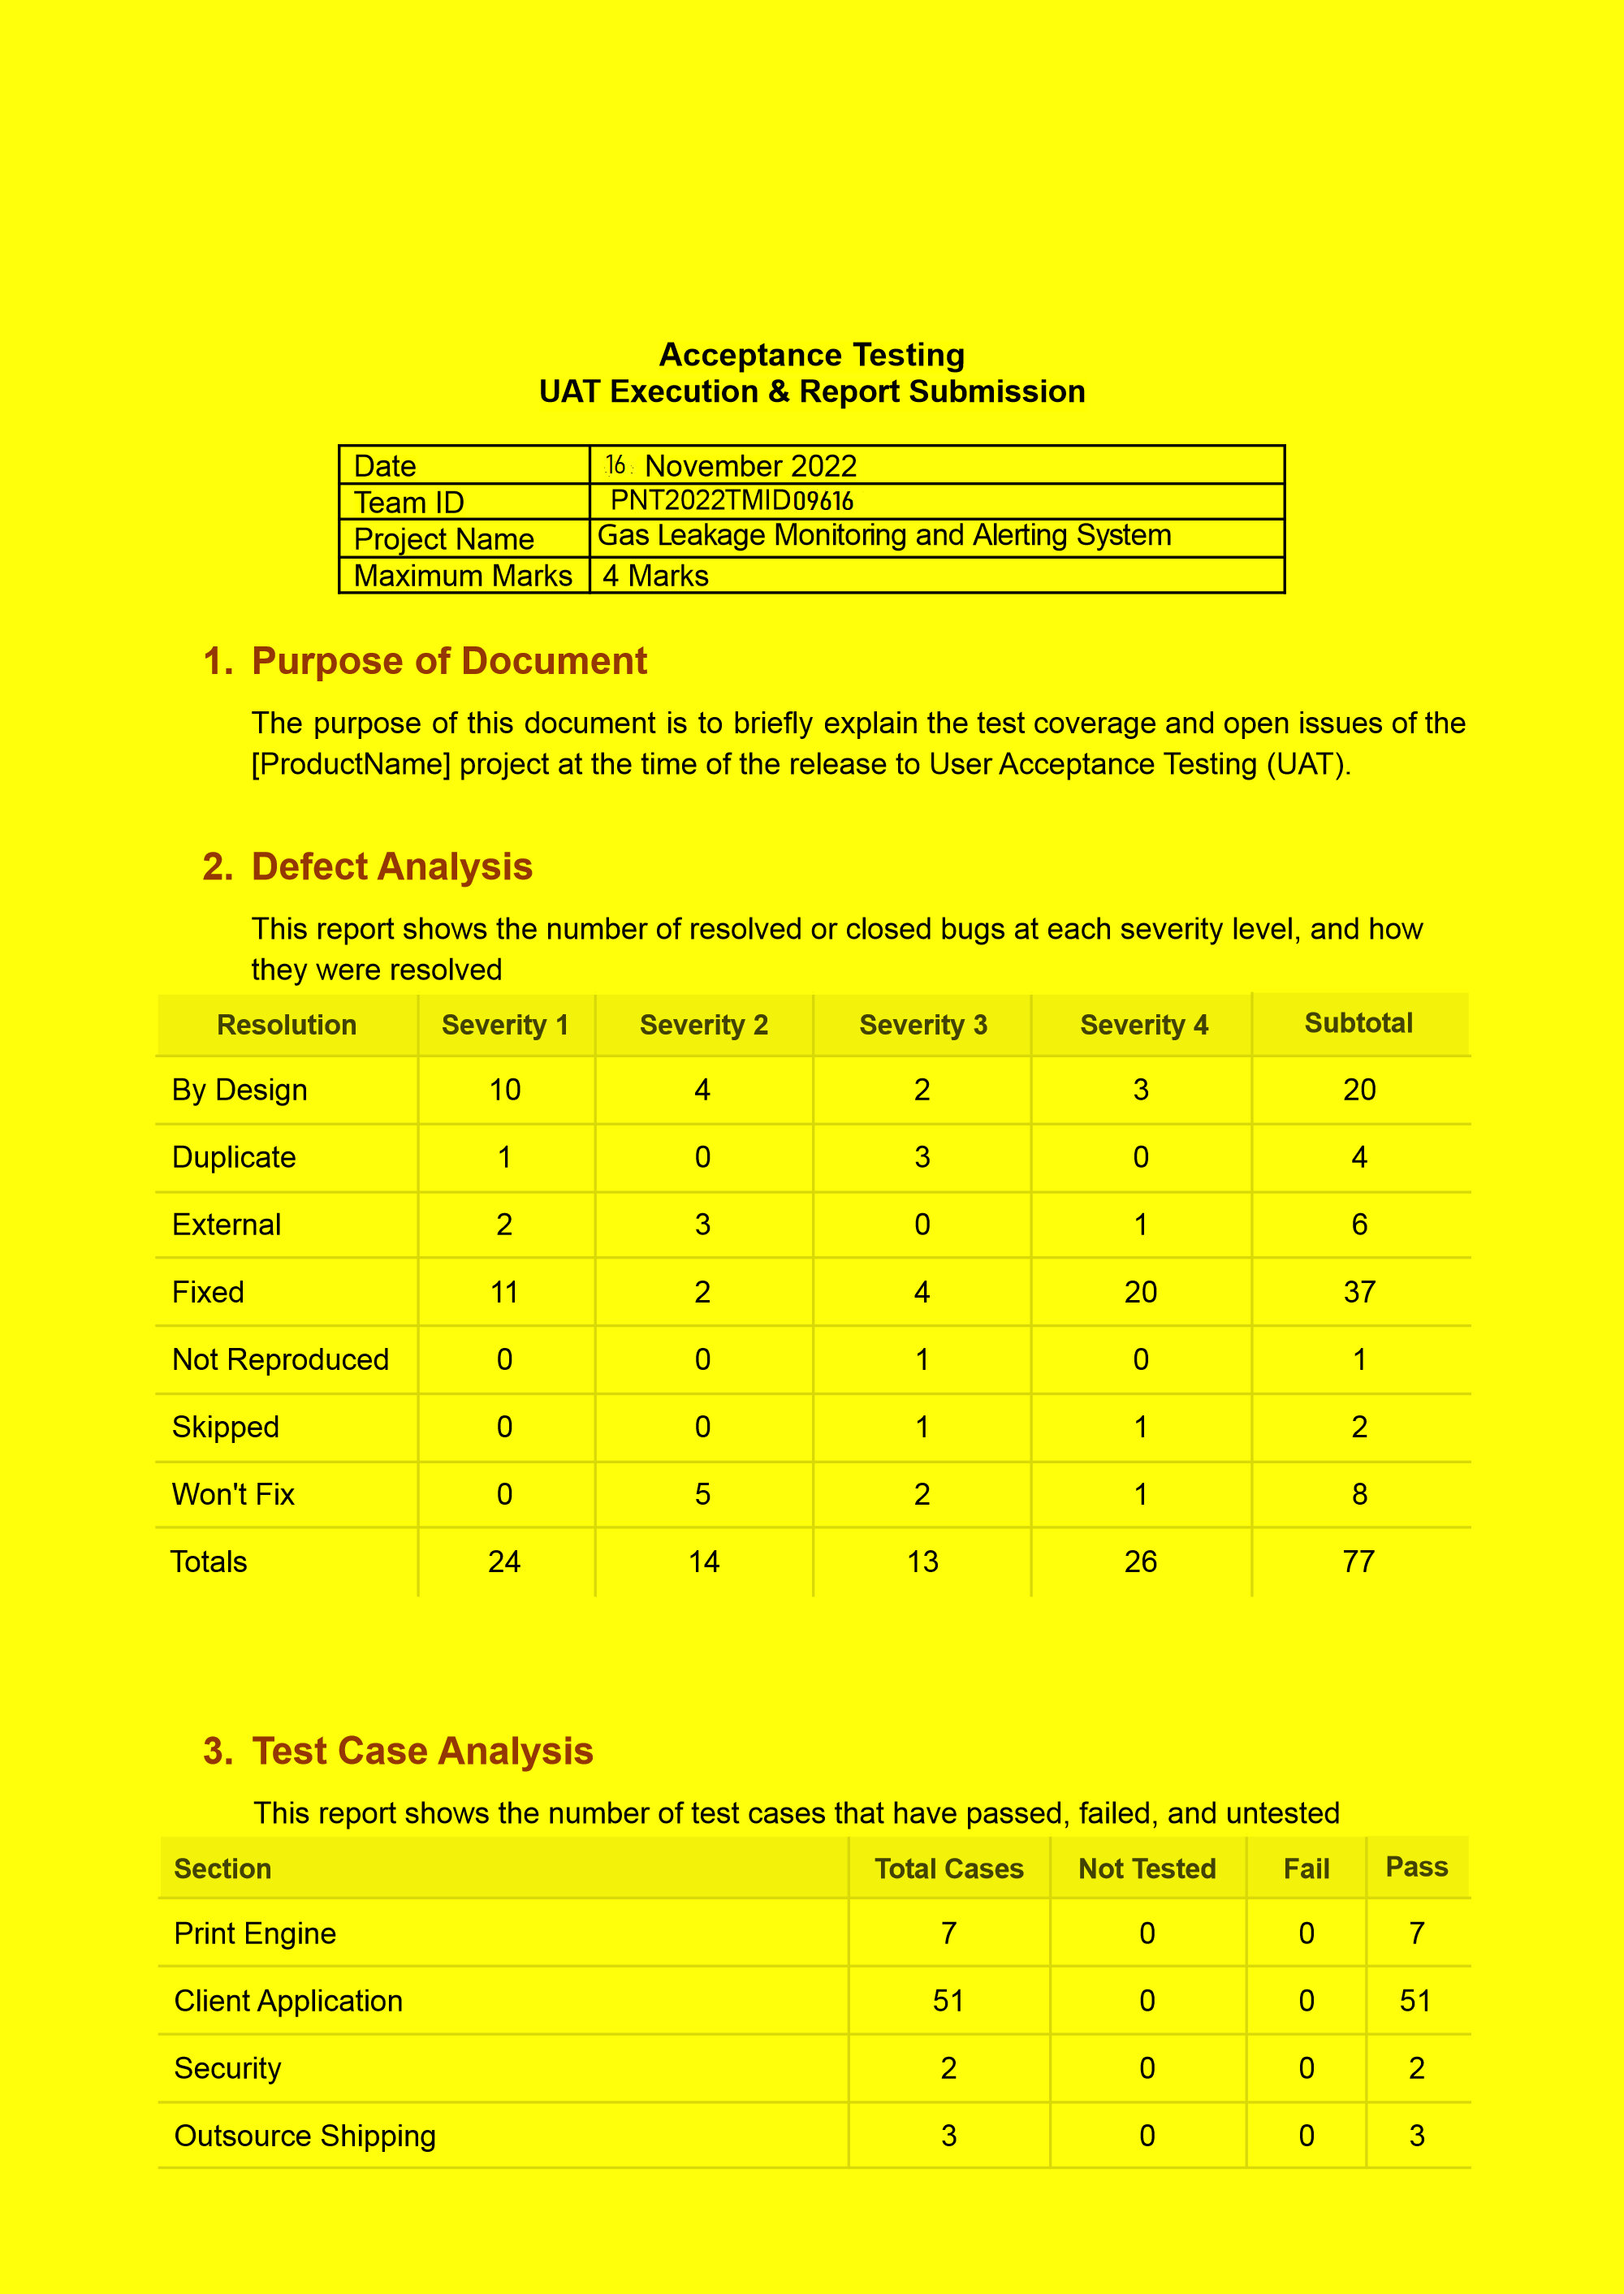 Acceptance Testing
UAT Execution & Report Submission
Date 16 November 2022
Team ID PNT2022TMID09616
Project Name Gas Leakage Monitoring and Alerting System
Maximum Marks 4 Marks
1. Purpose of Document
The purpose of this document is to briefly explain the test coverage and open issues of the
[ProductName] project at the time of the release to User Acceptance Testing (UAT).
2. Defect Analysis
This report shows the number of resolved or closed bugs at each severity level, and how
they were resolved
Resolution Severity 1 Severity 2 Severity 3 Severity 4 Subtotal
By Design 10 4 2 3 20
Duplicate 1 0 3 0 4
External 2 3 0 1 6
Fixed 11 2 4 20 37
Not Reproduced 0 0 1 0 1
Skipped 0 0 1 1 2
Won't Fix 0 5 2 1 8
Totals 24 14 13 26 77
3. Test Case Analysis
This report shows the number of test cases that have passed, failed, and untested
Section Total Cases Not Tested Fail Pass
Print Engine 7 0 0 7
Client Application 51 0 0 51
Security 2 0 0 2
Outsource Shipping 3 0 0 3